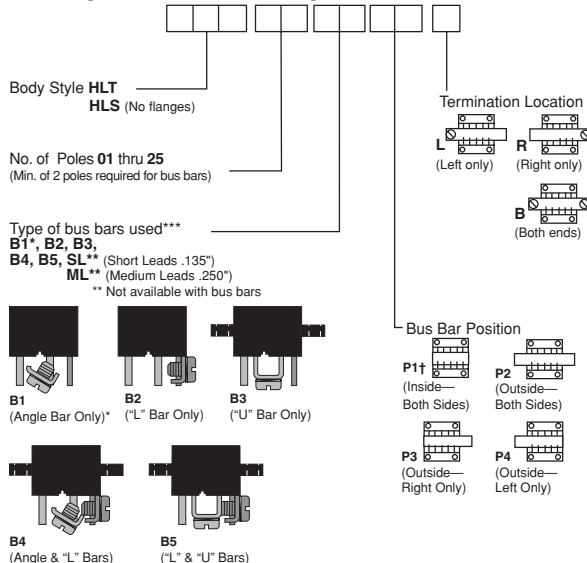 Body Style HLT
HLS (No flanges)
No. of Poles 01 thru 25
(Min. of 2 poles required for bus bars)
Type of bus bars used***
B1*, B2, B3,
B4, B5, SL** (Short Leads .135")
ML** (Medium Leads .250")
** Not available with bus bars
B1
(Angle Bar Only)*
B2
("L" Bar Only)
B3
("U" Bar Only)
B4
(Angle & "L" Bars)
B5
("L" & "U" Bars)
Termination Location
L
(Left only)
R
(Right only)
B
(Both ends)
Bus Bar Position
P1†
(Inside—
Both Sides)
P2
(Outside—
Both Sides)
P3
(Outside—
Right Only)
P4
(Outside—
Left Only)